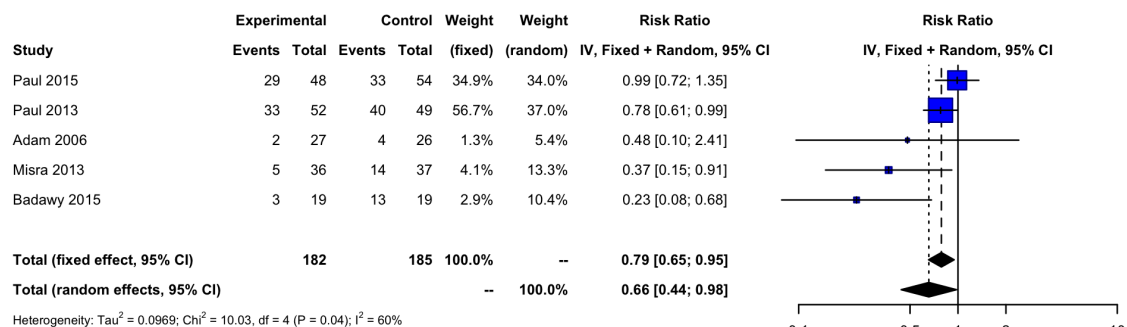 Experimental Control Weight Weight Risk Ratio Risk Ratio
Study Events Total Events Total (fixed) (random) IV, Fixed + Random, 95% CI IV, Fixed + Random, 95% CI
Paul 2015 29 48 33 54 34.9% 34.0% 0.99 [0.72; 1.35]
Paul 2013 33 52 40 49 56.7% 37.0% 0.78 [0.61; 0.99]
Adam 2006 2 27 4 26 1.3% 5.4% 0.48 [0.10; 2.41]
Misra 2013 5 36 14 37 4.1% 13.3% 0.37 [0.15; 0.91]
Badawy 2015 3 19 13 19 2.9% 10.4% 0.23 [0.08; 0.68]
Total (fixed effect, 95% CI) 182 185 100.0% -- 0.79 [0.65; 0.95]
Total (random effects, 95% CI) -- 100.0% 0.66 [0.44; 0.98]
Heterogeneity: Tau² = 0.0969; Chi² = 10.03, df = 4 (P = 0.04); I² = 60%